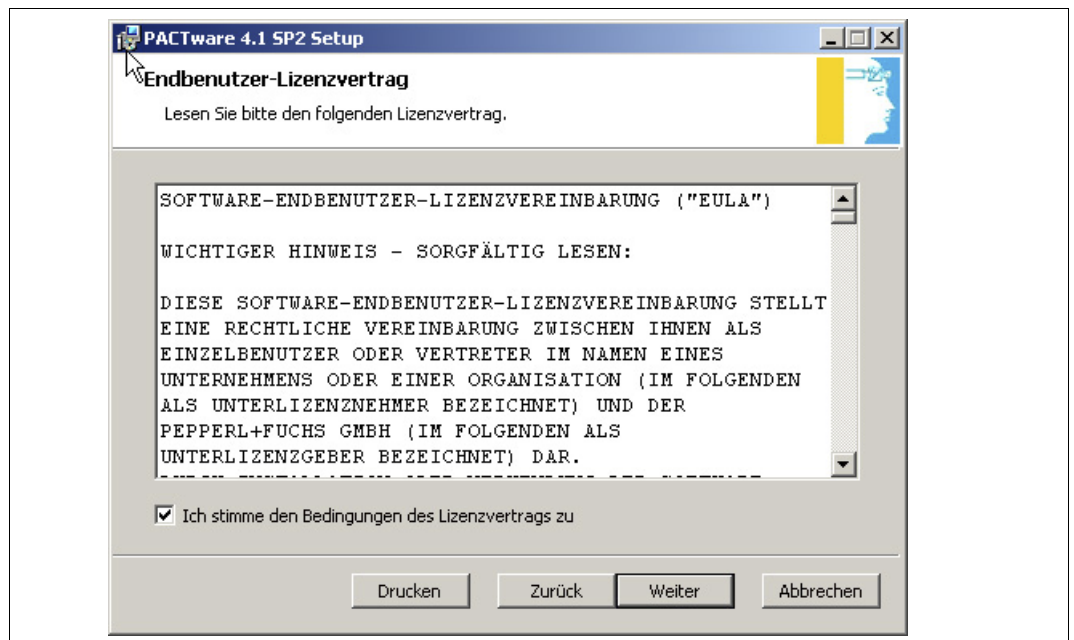 PACTware 4.1 SP2 Setup
Endbenutzer-Lizenzvertrag
Lesen Sie bitte den folgenden Lizenzvertrag.
SOFTWARE-ENDBENUTZER-LIZENZVEREINBARUNG ("EULA")
WICHTIGER HINWEIS - SORGFÄLTIG LESEN:
DIESE SOFTWARE-ENDBENUTZER-LIZENZVEREINBARUNG STELLT
EINE RECHTLICHE VEREINBARUNG ZWISCHEN IHNEN ALS
EINZELBENUTZER ODER VERTRETER IM NAMEN EINES
UNTERNEHMENS ODER EINER ORGANISATION (IM FOLGENDEN
ALS UNTERLIZENZNEHMER BEZEICHNET) UND DER
PEPPERL+FUCHS GMBH (IM FOLGENDEN ALS
UNTERLIZENZGEBER BEZEICHNET) DAR.
Ich stimme den Bedingungen des Lizenzvertrags zu
Drucken Zurück Weiter Abbrechen